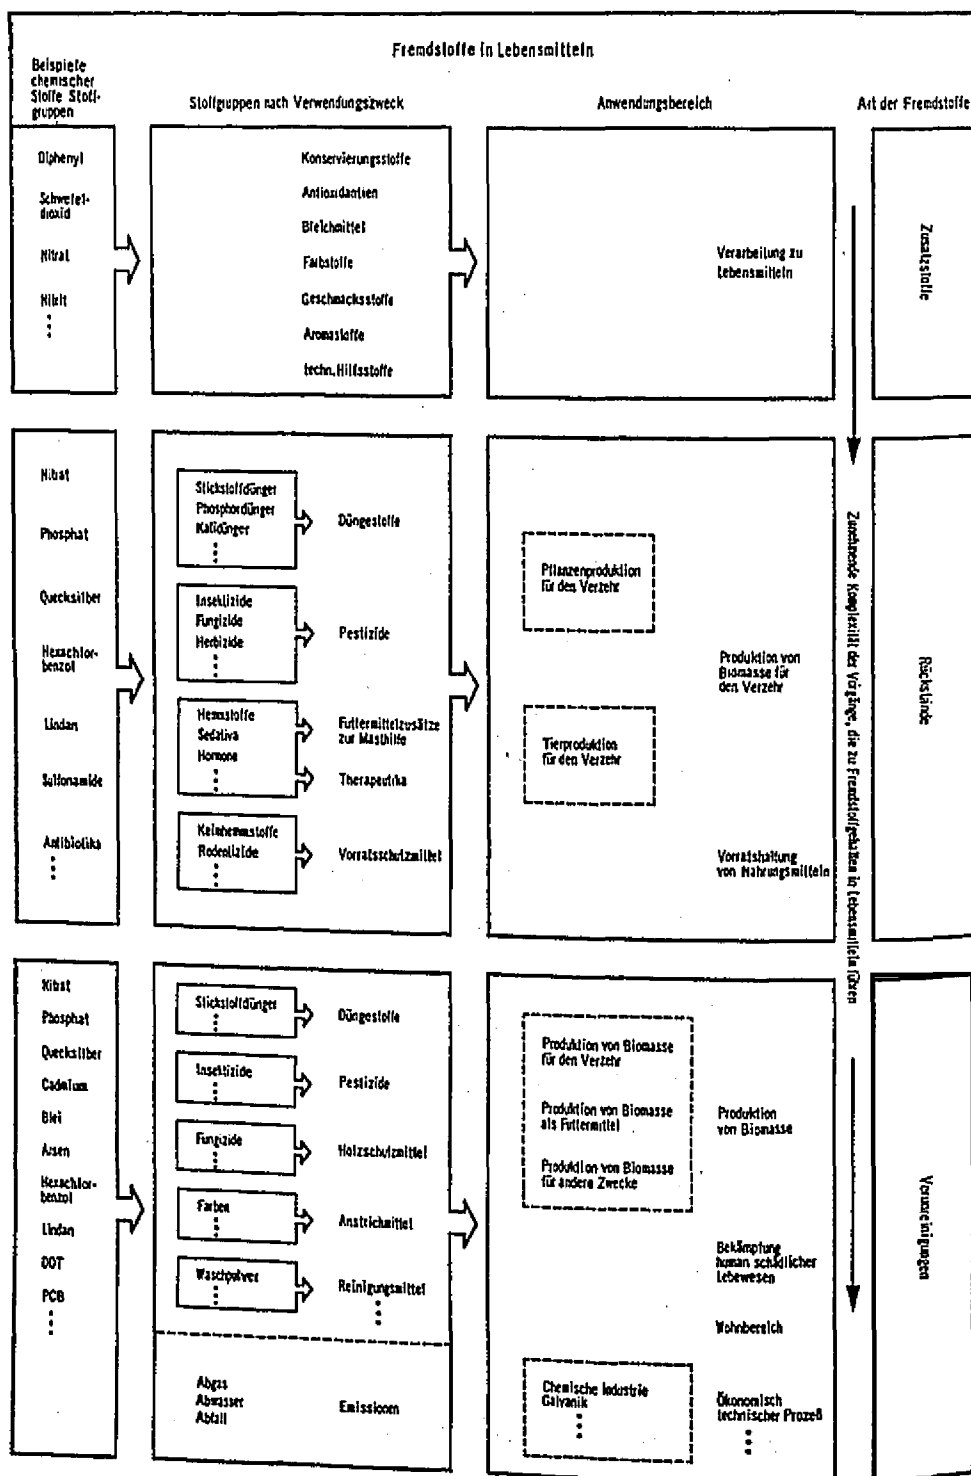 Fremdstoffe in Lebensmitteln
Beispiele
chemischer
Stoffe Stoff-
gruppen
Stoffgruppen nach Verwendungszweck
Anwendungsbereich
Art der Fremdstoffe
Diphenyl
Schwefel-
dioxid
Nitrat
Nitrit
Konservierungsstoffe
Antioxidantien
Bleichmittel
Farbstoffe
Geschmacksstoffe
Aromastoffe
techn. Hilfsstoffe
Verarbeitung zu
Lebensmitteln
Zusatzstoffe
Nitrat
Phosphat
Quecksilber
Hexachlor-
benzol
Lindan
Sulfonamide
Antibiotika
Stickstoffdünger
Phosphordünger
Kalidünger
Düngestoffe
Insektizide
Fungizide
Herbizide
Pestizide
Hemmstoffe
Sedativa
Hormone
Futtermittelzusätze
zur Masthilfe
Therapeutika
Keimhemmstoffe
Rodentizide
Vorratsschutzmittel
Pflanzenproduktion
für den Verzehr
Produktion von
Biomasse für
den Verzehr
Tierproduktion
für den Verzehr
Vorratshaltung
von Nahrungsmitteln
Zunehmende Komplexität der Vorgänge, die zu Fremdstoffgehalten in Lebensmitteln führen
Rückstände
Nitrat
Phosphat
Quecksilber
Cadmium
Blei
Arsen
Hexachlor-
benzol
Lindan
DDT
PCB
Stickstoffdünger
Düngestoffe
Insektizide
Pestizide
Fungizide
Holzschutzmittel
Farben
Anstrichmittel
Waschpulver
Reinigungsmittel
Abgas
Abwasser
Abfall
Emissionen
Produktion von Biomasse
für den Verzehr
Produktion von Biomasse
als Futtermittel
Produktion von Biomasse
für andere Zwecke
Produktion
von Biomasse
Bekämpfung
human schädlicher
Lebewesen
Wohnbereich
Chemische Industrie
Galvanik
Ökonomisch
technischer Prozeß
Verunreinigungen